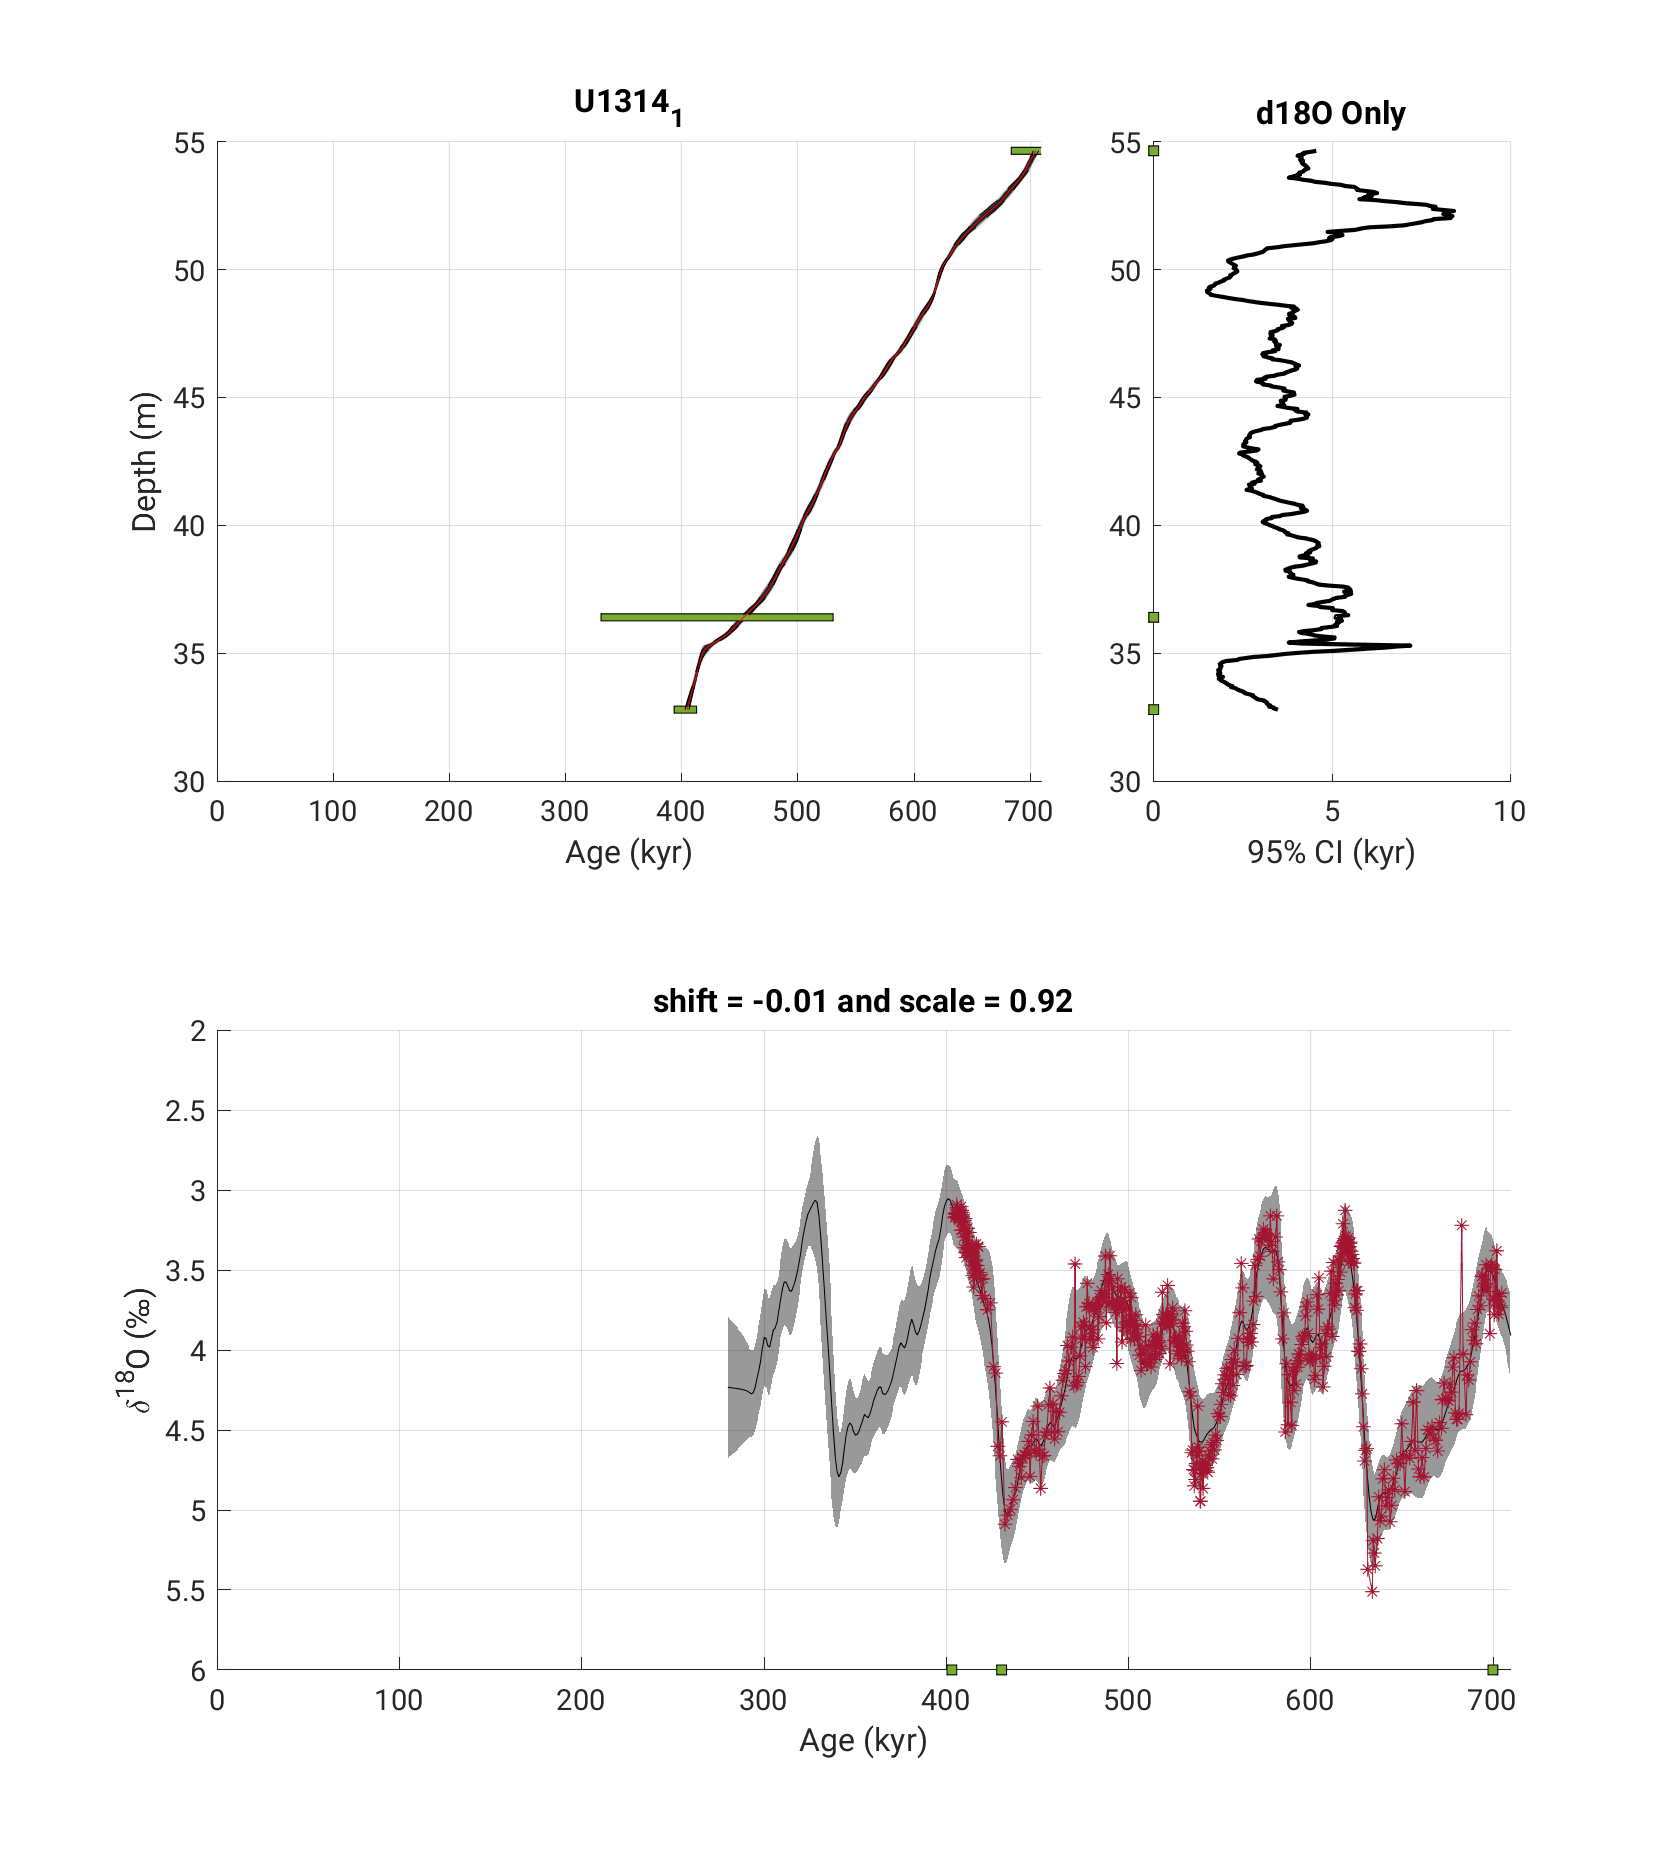 U1314₁
d18O Only
55
50
45
40
35
30
Depth (m)
0 100 200 300 400 500 600 700
Age (kyr)
55
50
45
40
35
30
0 5 10
95% CI (kyr)
shift = -0.01 and scale = 0.92
2
2.5
3
3.5
4
4.5
5
5.5
6
δ¹⁸O (‰)
0 100 200 300 400 500 600 700
Age (kyr)